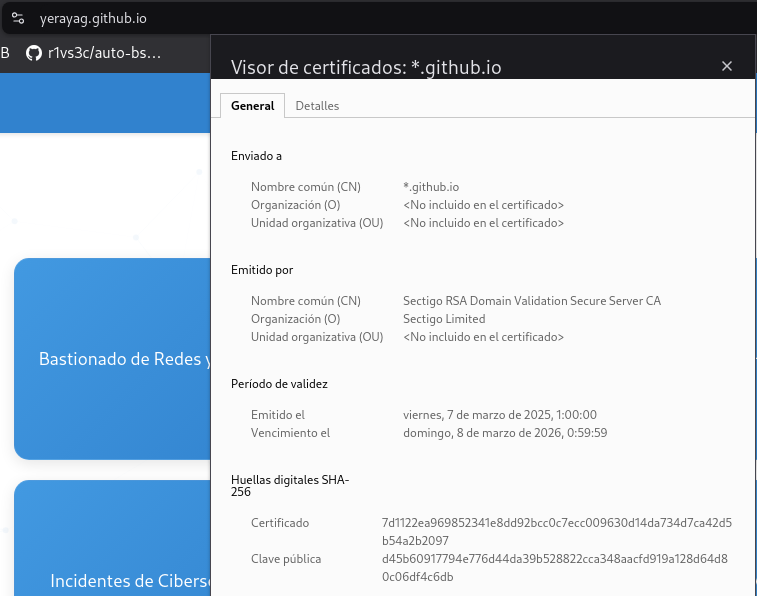 yerayag.github.io
B r1vs3c/auto-bs...
Visor de certificados: *.github.io
General Detalles
Enviado a
Nombre común (CN) *.github.io
Organización (O) <No incluido en el certificado>
Unidad organizativa (OU) <No incluido en el certificado>
Emitido por
Nombre común (CN) Sectigo RSA Domain Validation Secure Server CA
Organización (O) Sectigo Limited
Unidad organizativa (OU) <No incluido en el certificado>
Período de validez
Emitido el viernes, 7 de marzo de 2025, 1:00:00
Vencimiento el domingo, 8 de marzo de 2026, 0:59:59
Huellas digitales SHA-
256
Certificado 7d1122ea969852341e8dd92bcc0c7ecc009630d14da734d7ca42d5
b54a2b2097
Clave pública d45b60917794e776d44da39b528822cca348aacfd919a128d64d8
0c06df4c6db
Bastionado de Redes y
Incidentes de Ciberse